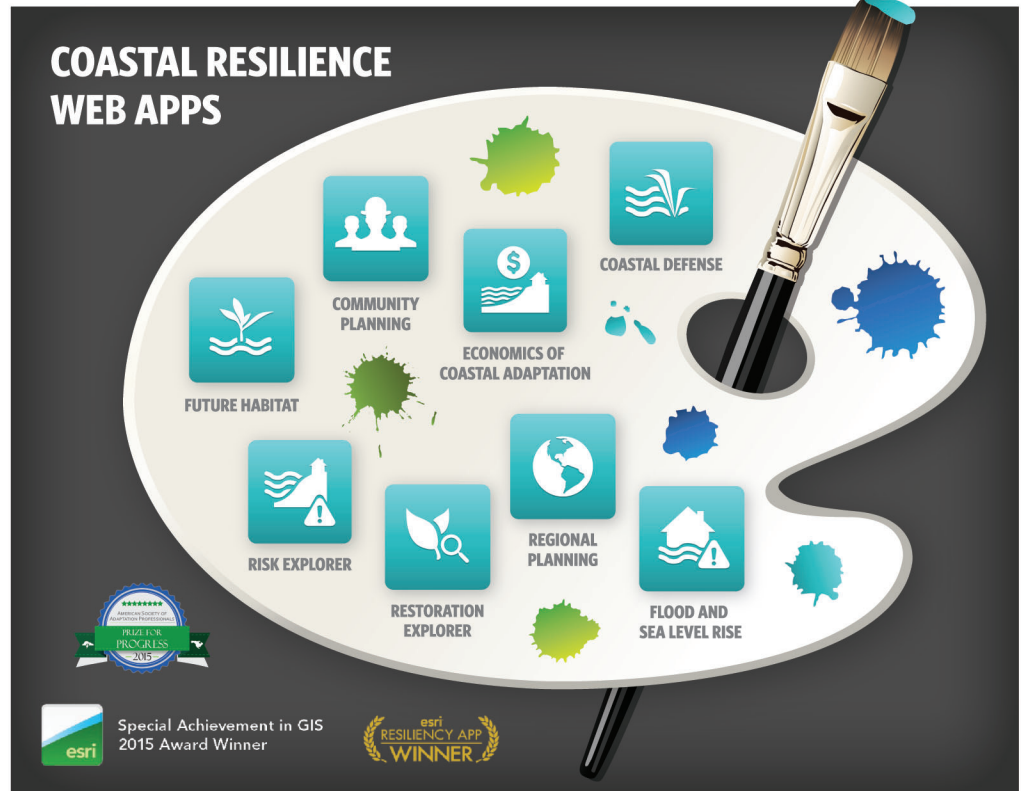 COASTAL RESILIENCE
WEB APPS
COASTAL DEFENSE
COMMUNITY
PLANNING
ECONOMICS OF
COASTAL ADAPTATION
FUTURE HABITAT
RISK EXPLORER
RESTORATION
EXPLORER
REGIONAL
PLANNING
FLOOD AND
SEA LEVEL RISE
AMERICAN SOCIETY OF
ADAPTATION PROFESSIONALS
PRIZE FOR
PROGRESS
2015
esri
Special Achievement in GIS
2015 Award Winner
esri
RESILIENCY APP
WINNER